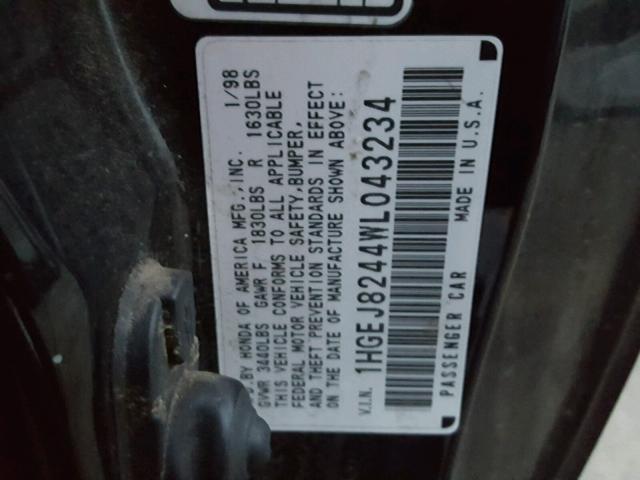 D. BY HONDA OF AMERICA MFG.,INC. 1/98
GVWR 3440LBS GAWR F 1830LBS R 1630LBS
THIS VEHICLE CONFORMS TO ALL APPLICABLE
FEDERAL MOTOR VEHICLE SAFETY,BUMPER,
AND THEFT PREVENTION STANDARDS IN EFFECT
ON THE DATE OF MANUFACTURE SHOWN ABOVE:
V.I.N. 1HGEJ8244WL043234
PASSENGER CAR MADE IN U.S.A.